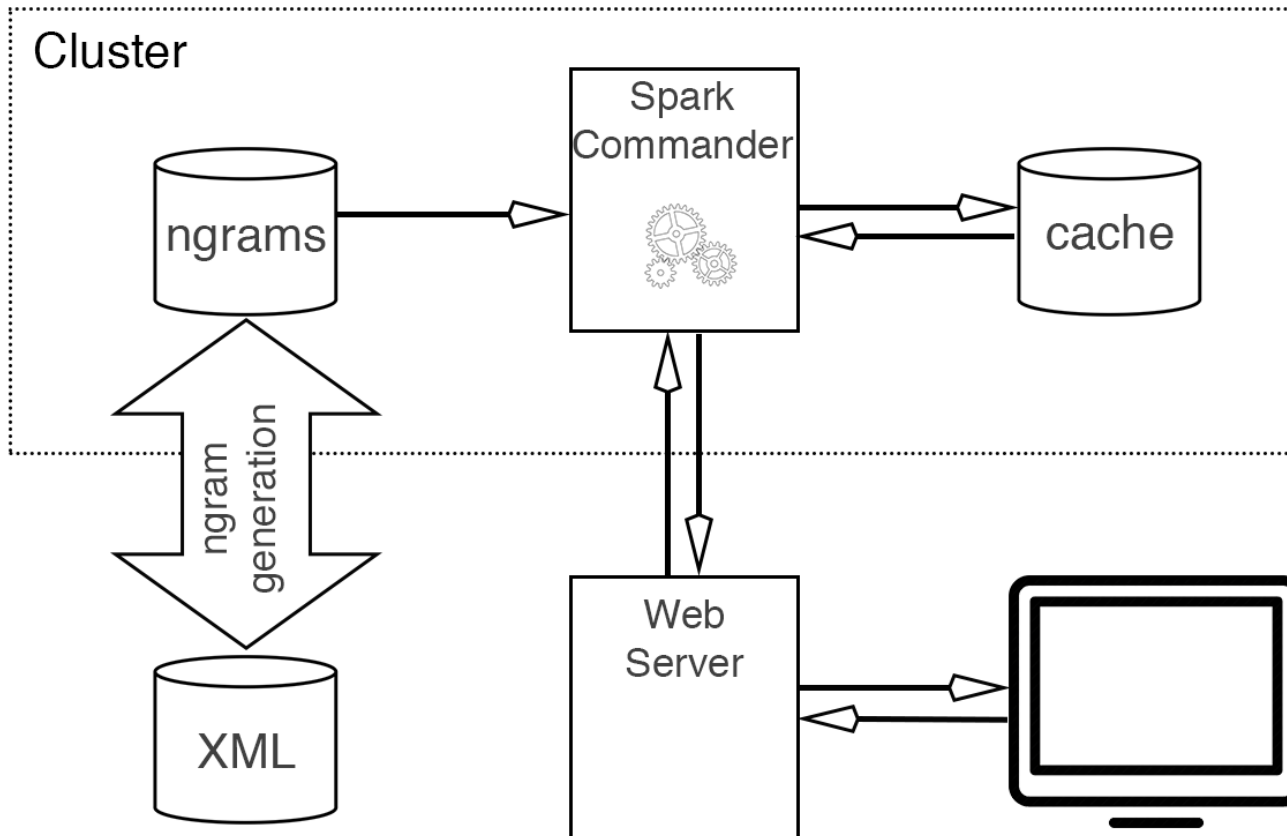 Cluster
Spark
Commander
ngrams
cache
ngram
generation
Web
Server
XML